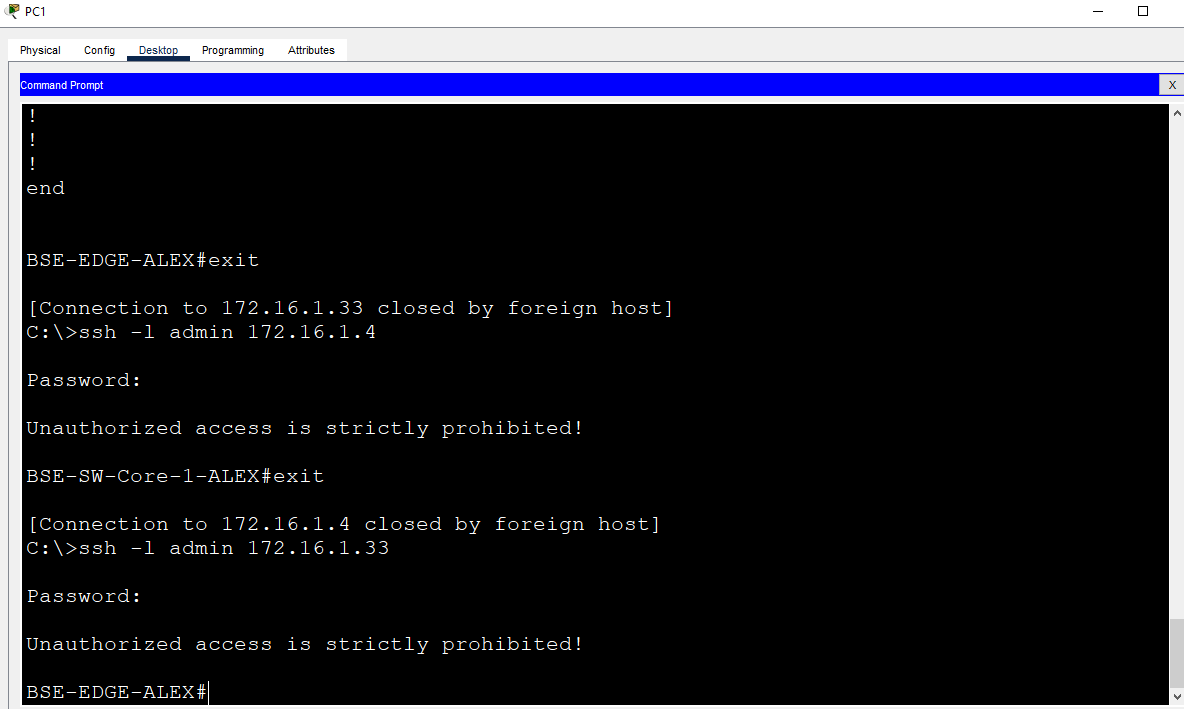 PC1
Physical Config Desktop Programming Attributes
Command Prompt
X
!
!
!
end
BSE-EDGE-ALEX#exit
[Connection to 172.16.1.33 closed by foreign host]
C:\>ssh -l admin 172.16.1.4
Password:
Unauthorized access is strictly prohibited!
BSE-SW-Core-1-ALEX#exit
[Connection to 172.16.1.4 closed by foreign host]
C:\>ssh -l admin 172.16.1.33
Password:
Unauthorized access is strictly prohibited!
BSE-EDGE-ALEX#